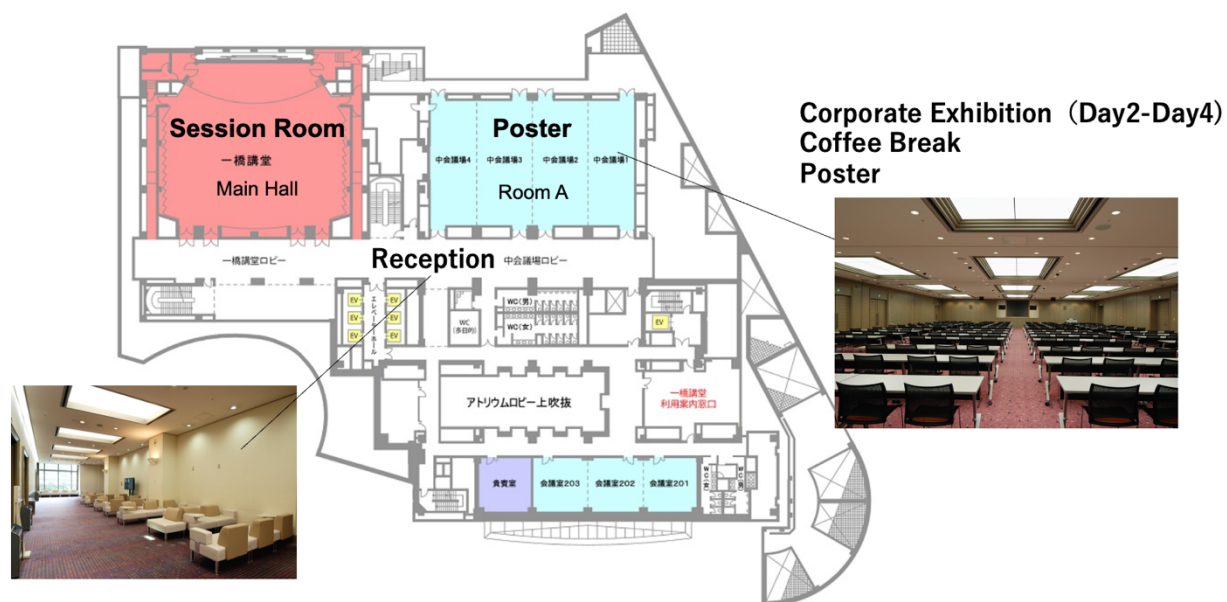 Session Room
一橋講堂
Main Hall
Poster
中会議場4
中会議場3
中会議場2
中会議場1
Room A
Corporate Exhibition（Day2-Day4）
Coffee Break
Poster
一橋講堂ロビー
Reception
中会議場ロビー
EV
EV
EV
エレベーターホール
EV
EV
EV
WC
(多目的)
WC(男)
WC(女)
EV
アトリウムロビー上吹抜
一橋講堂
利用案内窓口
貴賓室
会議室203
会議室202
会議室201
WC(女)
WC(男)